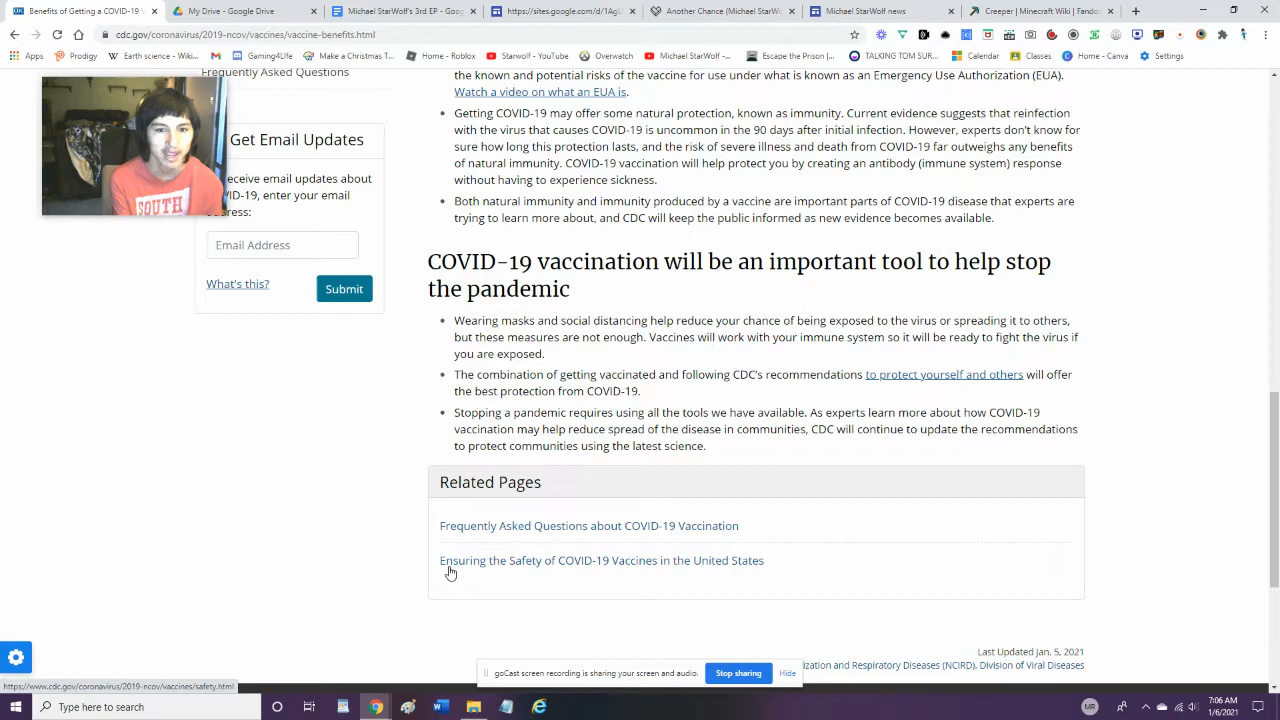 Benefits of Getting a COVID-19 V
My Drive - Google Drive
Michael StarWolf's 3rd EP - Goog
https://sites.google.com/d/1AgL
Another Chance (Michael StarWo
Michael StarWolf news
Creeper | Minecraft Wiki | Fandom
cdc.gov/coronavirus/2019-ncov/vaccines/vaccine-benefits.html
Apps
Prodigy
Earth science - Wiki...
Gaming4life
Make a Christmas T...
Home - Roblox
Starwolf - YouTube
Overwatch
Michael StarWolf -...
Escape the Prison |...
TALKING TOM SUR...
Calendar
Classes
Home - Canva
Settings
Frequently Asked Questions
the known and potential risks of the vaccine for use under what is known as an Emergency Use Authorization (EUA).
Watch a video on what an EUA is.
Getting COVID-19 may offer some natural protection, known as immunity. Current evidence suggests that reinfection
with the virus that causes COVID-19 is uncommon in the 90 days after initial infection. However, experts don't know for
sure how long this protection lasts, and the risk of severe illness and death from COVID-19 far outweighs any benefits
of natural immunity. COVID-19 vaccination will help protect you by creating an antibody (immune system) response
without having to experience sickness.
Both natural immunity and immunity produced by a vaccine are important parts of COVID-19 disease that experts are
trying to learn more about, and CDC will keep the public informed as new evidence becomes available.
Get Email Updates
receive email updates about
VID-19, enter your email
address:
Email Address
What's this?
Submit
SOUTH
COVID-19 vaccination will be an important tool to help stop
the pandemic
Wearing masks and social distancing help reduce your chance of being exposed to the virus or spreading it to others,
but these measures are not enough. Vaccines will work with your immune system so it will be ready to fight the virus if
you are exposed.
The combination of getting vaccinated and following CDC's recommendations to protect yourself and others will offer
the best protection from COVID-19.
Stopping a pandemic requires using all the tools we have available. As experts learn more about how COVID-19
vaccination may help reduce spread of the disease in communities, CDC will continue to update the recommendations
to protect communities using the latest science.
Related Pages
Frequently Asked Questions about COVID-19 Vaccination
Ensuring the Safety of COVID-19 Vaccines in the United States
Last Updated Jan. 5, 2021
ization and Respiratory Diseases (NCIRD), Division of Viral Diseases
goCast screen recording is sharing your screen and audio.
Stop sharing
Hide
https://www.cdc.gov/coronavirus/2019-ncov/vaccines/safety.html
Type here to search
MR
7:06 AM
1/6/2021